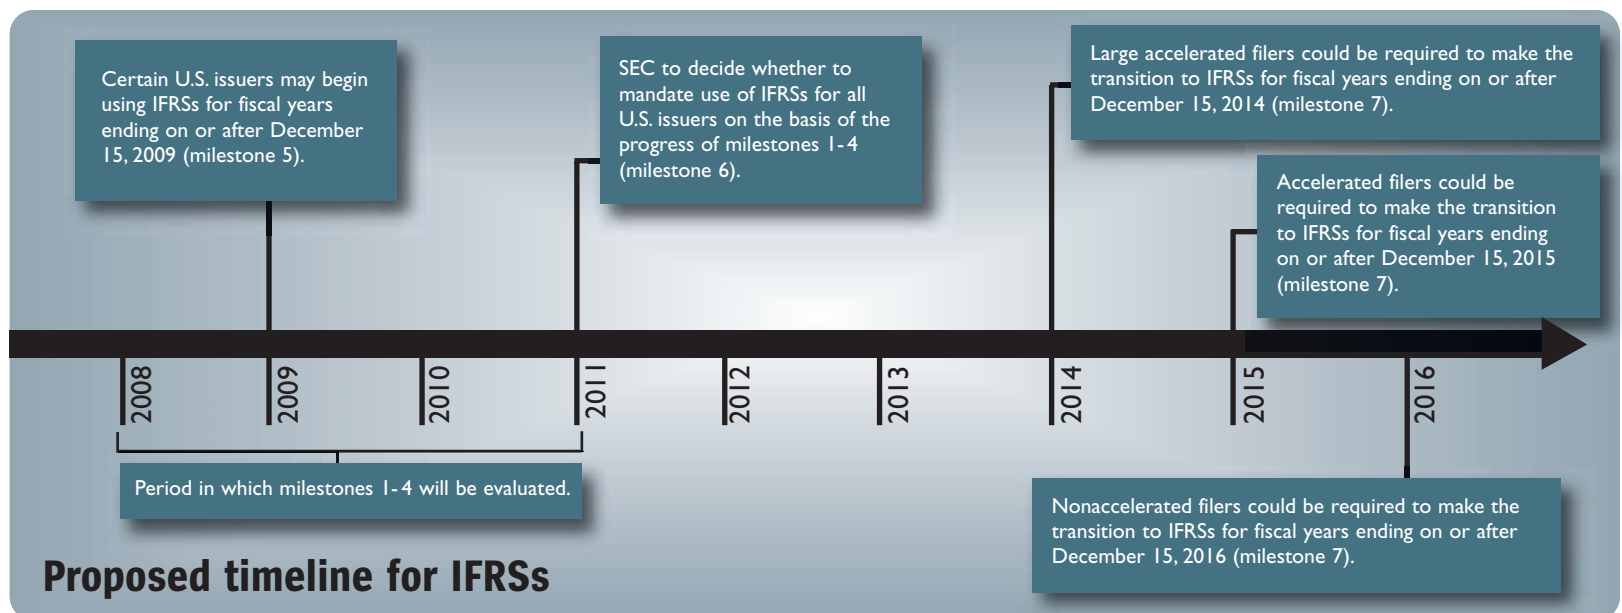 Certain U.S. issuers may begin
using IFRSs for fiscal years
ending on or after December
15, 2009 (milestone 5).
SEC to decide whether to
mandate use of IFRSs for all
U.S. issuers on the basis of the
progress of milestones 1-4
(milestone 6).
Large accelerated filers could be required to make the
transition to IFRSs for fiscal years ending on or after
December 15, 2014 (milestone 7).
Accelerated filers could be
required to make the transition
to IFRSs for fiscal years ending
on or after December 15, 2015
(milestone 7).
2008
2009
2010
2011
2012
2013
2014
2015
2016
Period in which milestones 1-4 will be evaluated.
Nonaccelerated filers could be required to make the
transition to IFRSs for fiscal years ending on or after
December 15, 2016 (milestone 7).
Proposed timeline for IFRSs